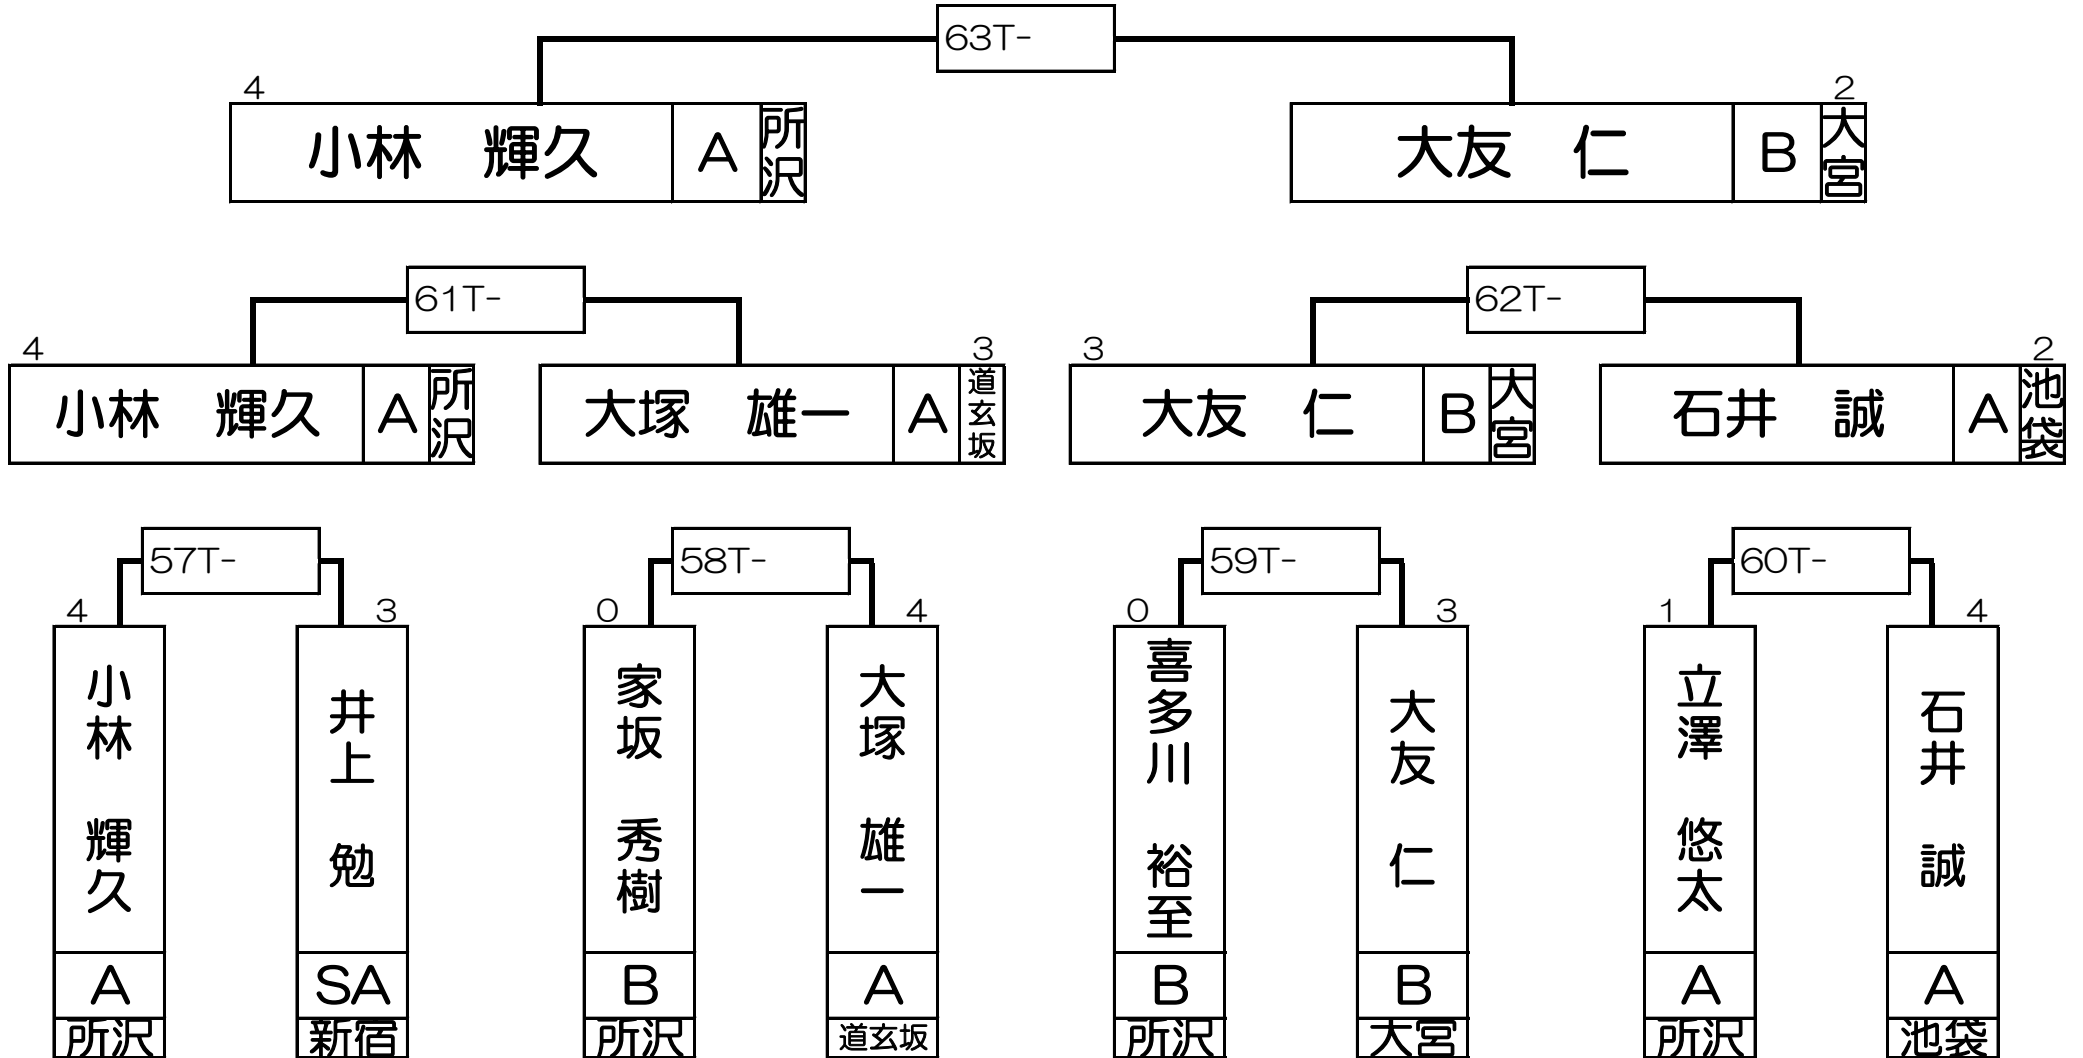 63T-
4
2
小林　輝久 A 所沢
大友　仁 B 大宮
61T-
62T-
4
3
3
2
小林　輝久 A 所沢
大塚　雄一 A 道玄坂
大友　仁 B 大宮
石井　誠 A 池袋
57T-
58T-
59T-
60T-
4
3
0
4
0
3
1
4
小林　輝久
井上　勉
家坂　秀樹
大塚　雄一
喜多川　裕至
大友　仁
立澤　悠太
石井　誠
A
SA
B
A
B
B
A
A
所沢
新宿
所沢
道玄坂
所沢
大宮
所沢
池袋